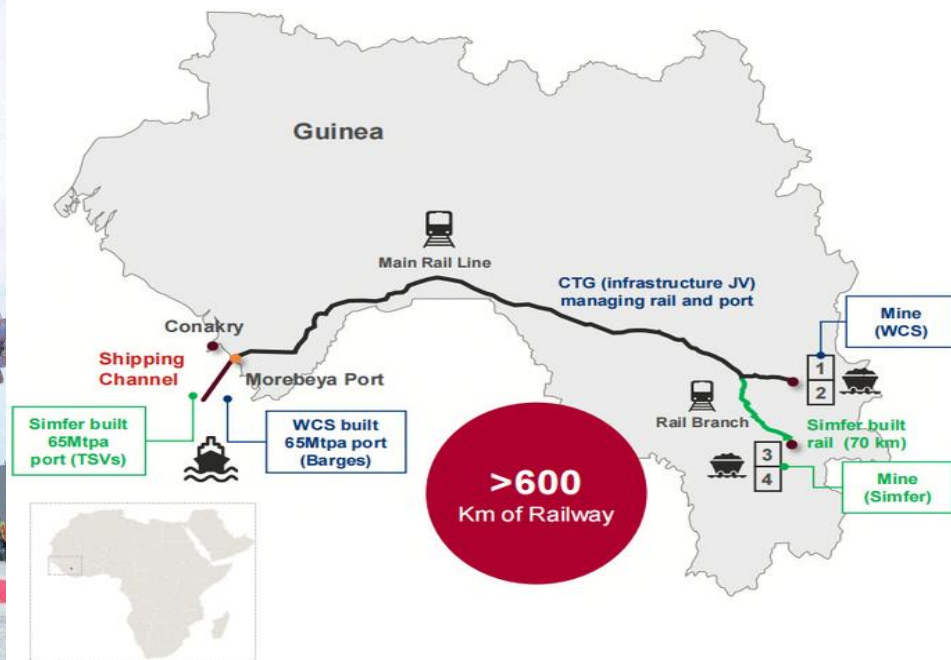 Guinea
Main Rail Line
CTG (infrastructure JV)
managing rail and port
Mine
(WCS)
Conakry
Shipping
Channel
Morebeya Port
1
2
Rail Branch
Simfer built
rail (70 km)
Simfer built
65Mtpa
port (TSVs)
WCS built
65Mtpa port
(Barges)
3
4
>600
Km of Railway
Mine
(Simfer)